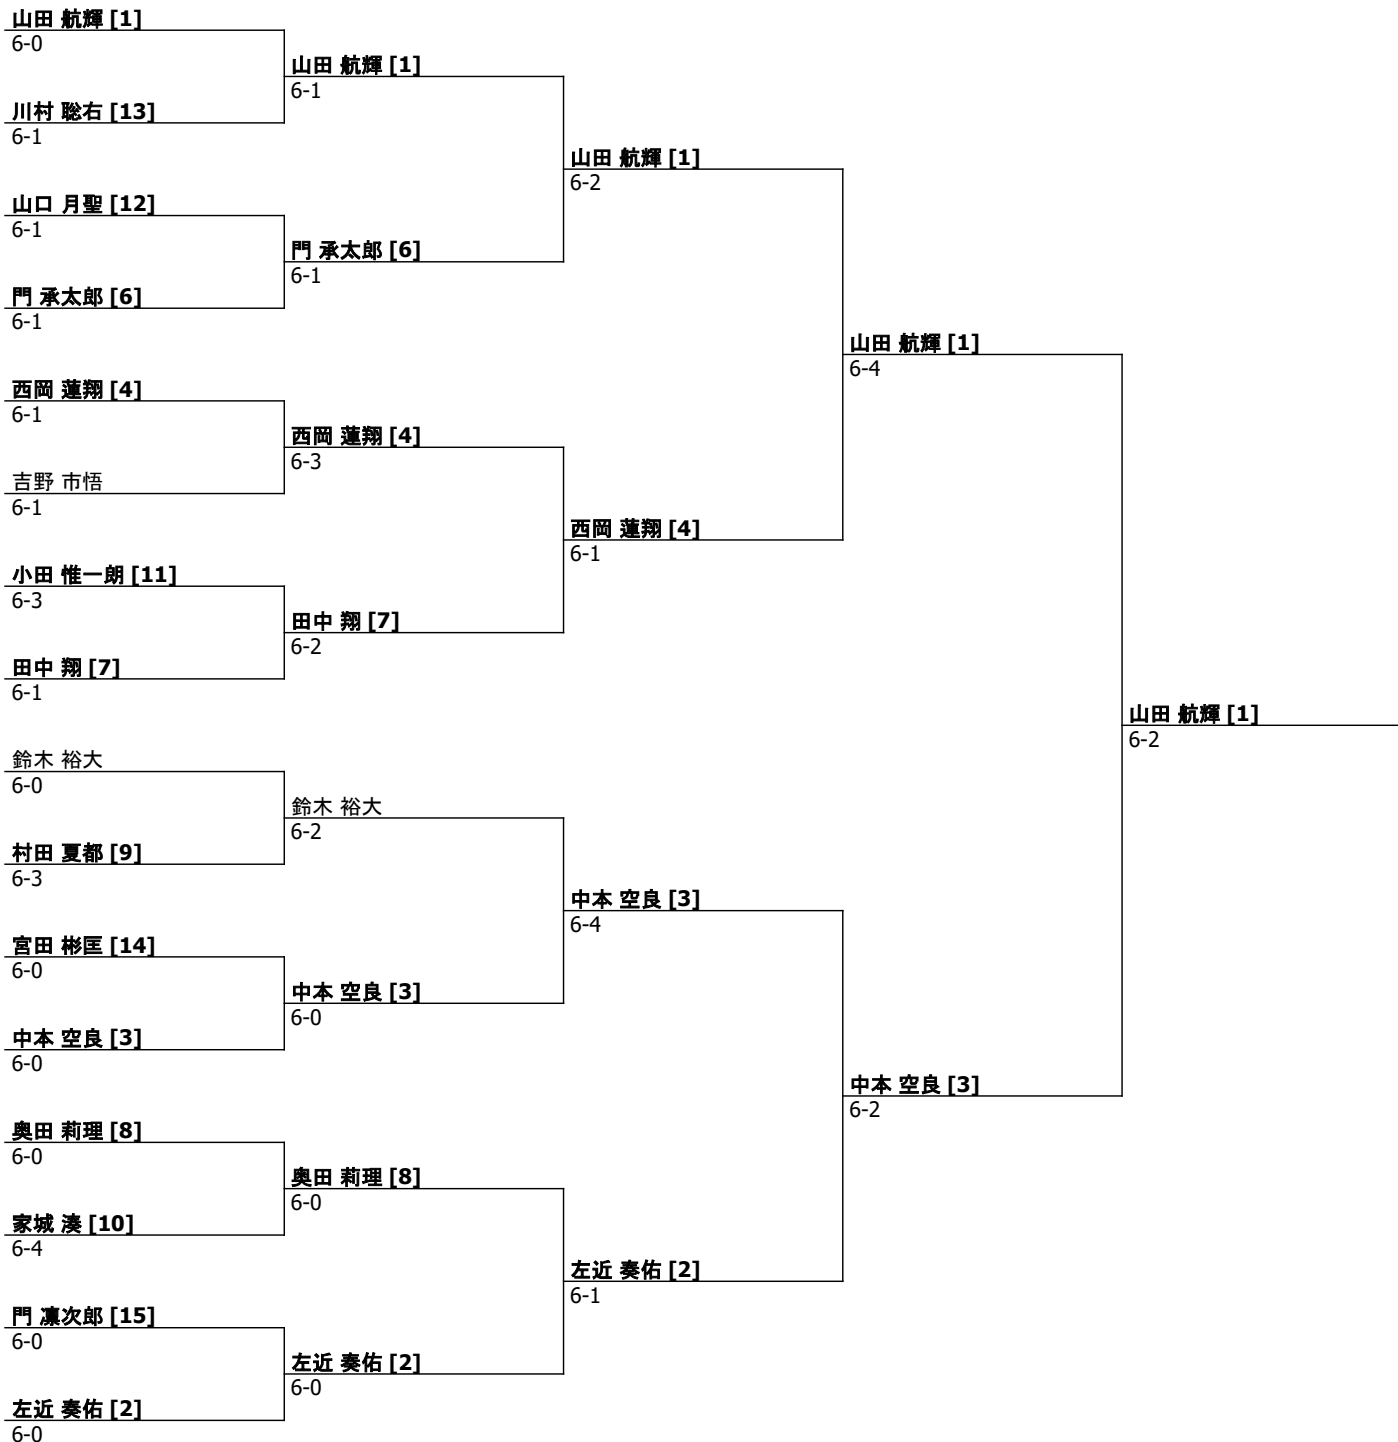 山田 航輝 [1]
6-0
川村 聡右 [13]
6-1
山口 月聖 [12]
6-1
門 承太郎 [6]
6-1
西岡 蓮翔 [4]
6-1
吉野 市悟
6-1
小田 惟一朗 [11]
6-3
田中 翔 [7]
6-1
鈴木 裕大
6-0
村田 夏都 [9]
6-3
宮田 彬匡 [14]
6-0
中本 空良 [3]
6-0
奥田 莉理 [8]
6-0
家城 湊 [10]
6-4
門 凛次郎 [15]
6-0
左近 奏佑 [2]
6-0
山田 航輝 [1]
6-1
門 承太郎 [6]
6-1
西岡 蓮翔 [4]
6-3
田中 翔 [7]
6-2
鈴木 裕大
6-2
中本 空良 [3]
6-0
奥田 莉理 [8]
6-0
左近 奏佑 [2]
6-0
山田 航輝 [1]
6-2
西岡 蓮翔 [4]
6-1
中本 空良 [3]
6-4
左近 奏佑 [2]
6-1
山田 航輝 [1]
6-4
中本 空良 [3]
6-2
山田 航輝 [1]
6-2